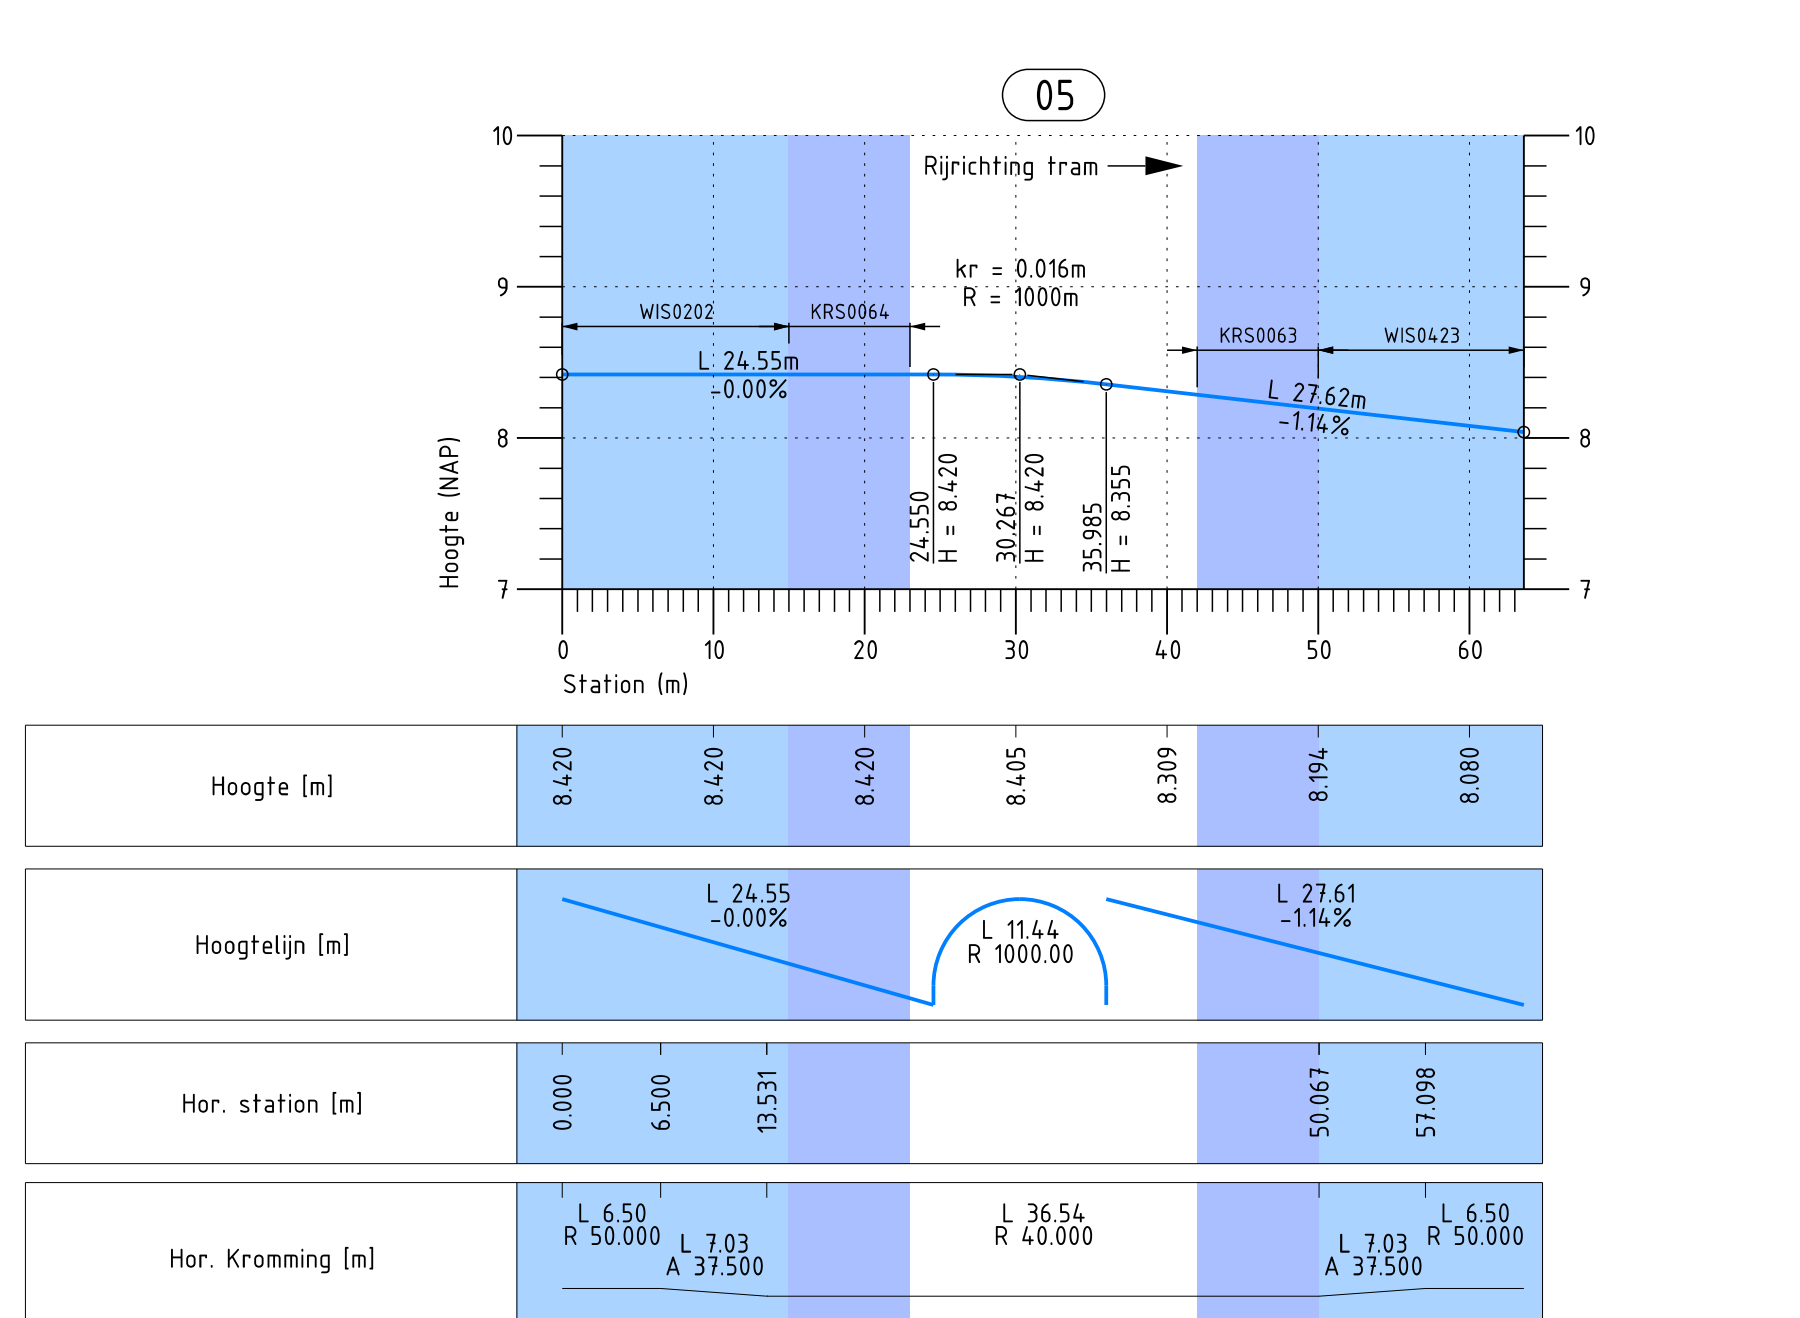 05
10
10
Rijrichting tram
kr = 0.016m
R = 1000m
9
9
WIS0202
KRS0064
KRS0063
WIS0423
L 24.55m
-0.00%
L 27.62m
-1.14%
8
8
Hoogte (NAP)
24.550
H = 8.420
30.267
H = 8.420
35.985
H = 8.355
7
7
0 10 20 30 40 50 60
Station (m)
Hoogte [m]
8.420 8.420 8.420 8.405 8.309 8.194 8.080
Hoogtelijn [m]
L 24.55
-0.00%
L 11.44
R 1000.00
L 27.61
-1.14%
Hor. station [m]
0.000 6.500 13.531 50.067 57.098
Hor. Kromming [m]
L 6.50
R 50.000
L 7.03
A 37.500
L 36.54
R 40.000
L 7.03
A 37.500
L 6.50
R 50.000